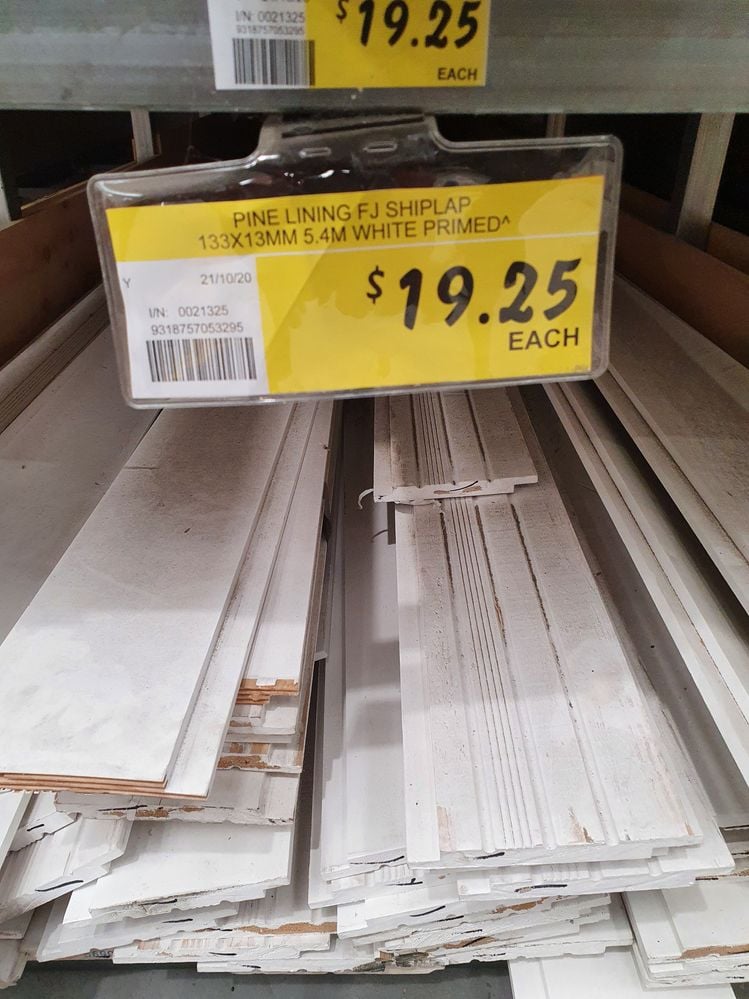 $19.25
I/N: 0021325
9318757053295
EACH
PINE LINING FJ SHIPLAP
133X13MM 5.4M WHITE PRIMED^
Y 21/10/20
$19.25
I/N: 0021325
9318757053295
EACH